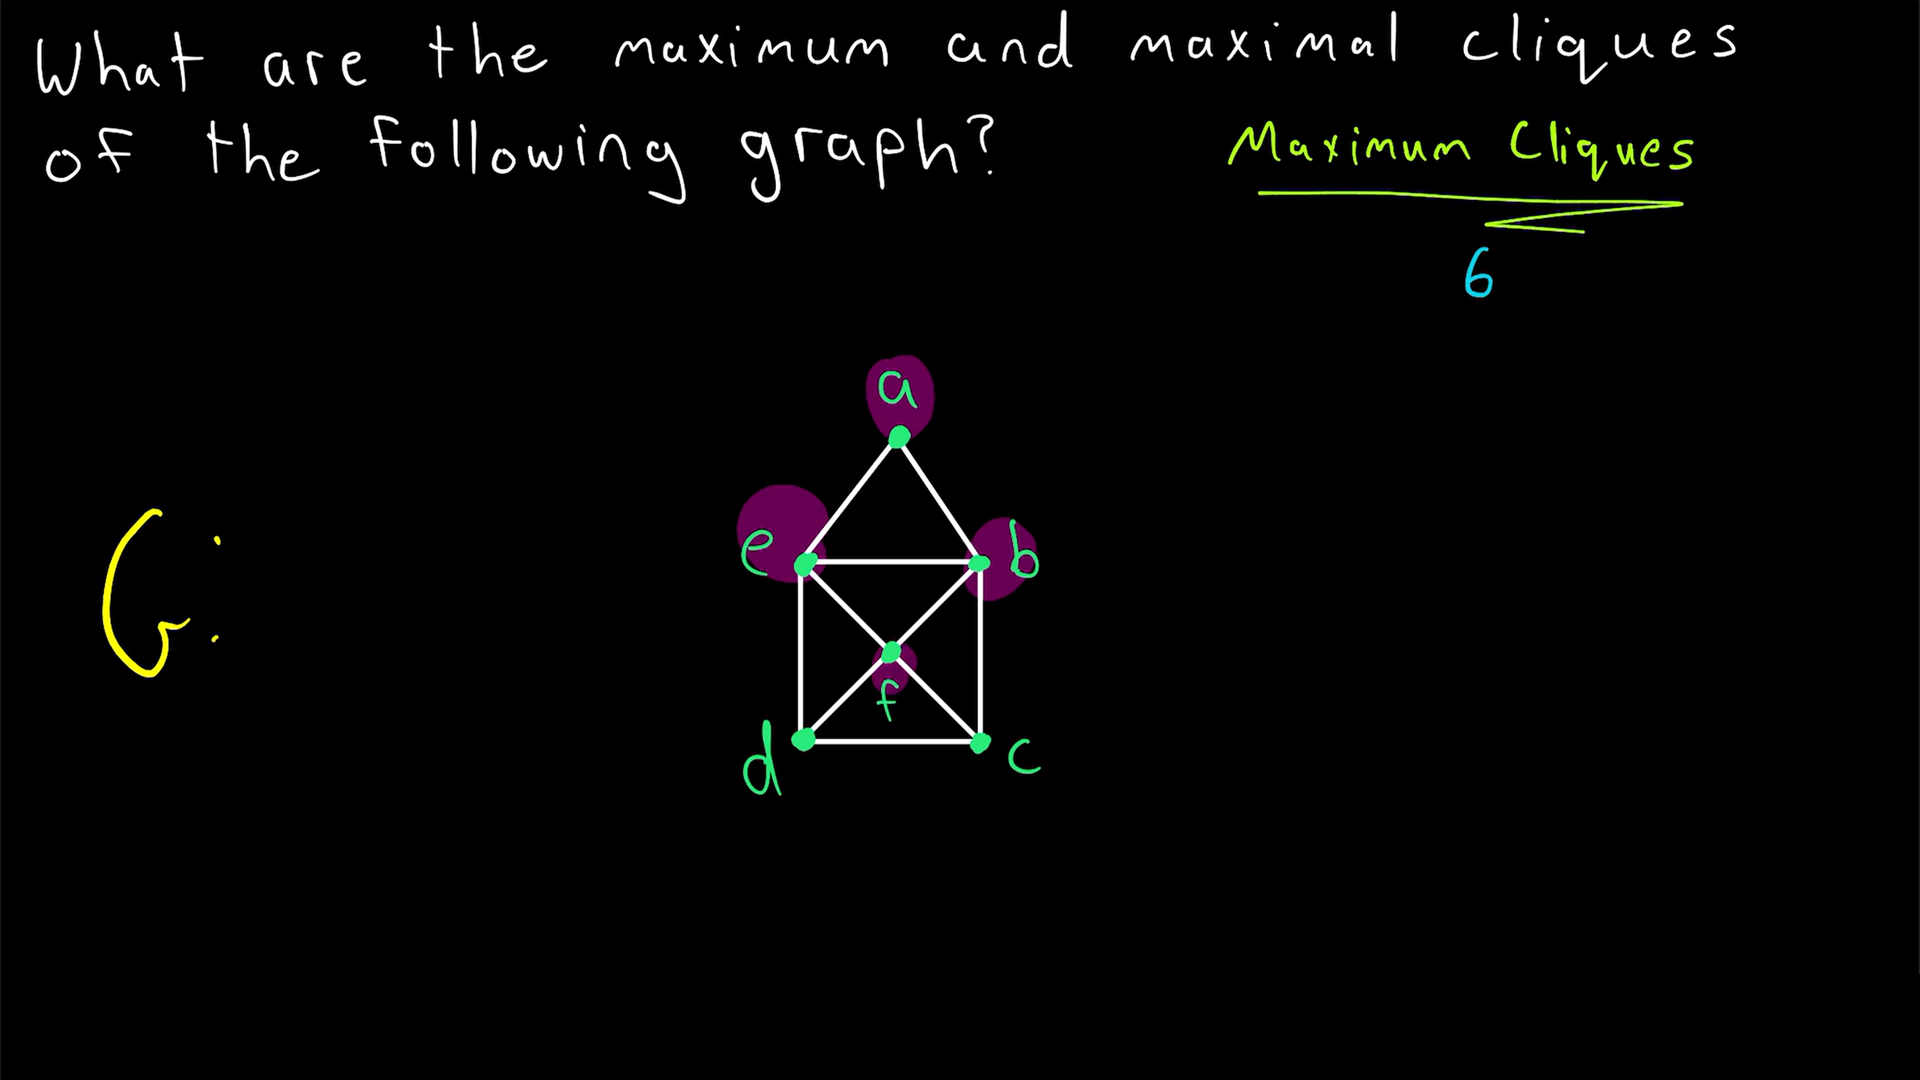 What are the maximum and maximal cliques
of the following graph?
Maximum Cliques
6
a
e
b
G:
f
d
c